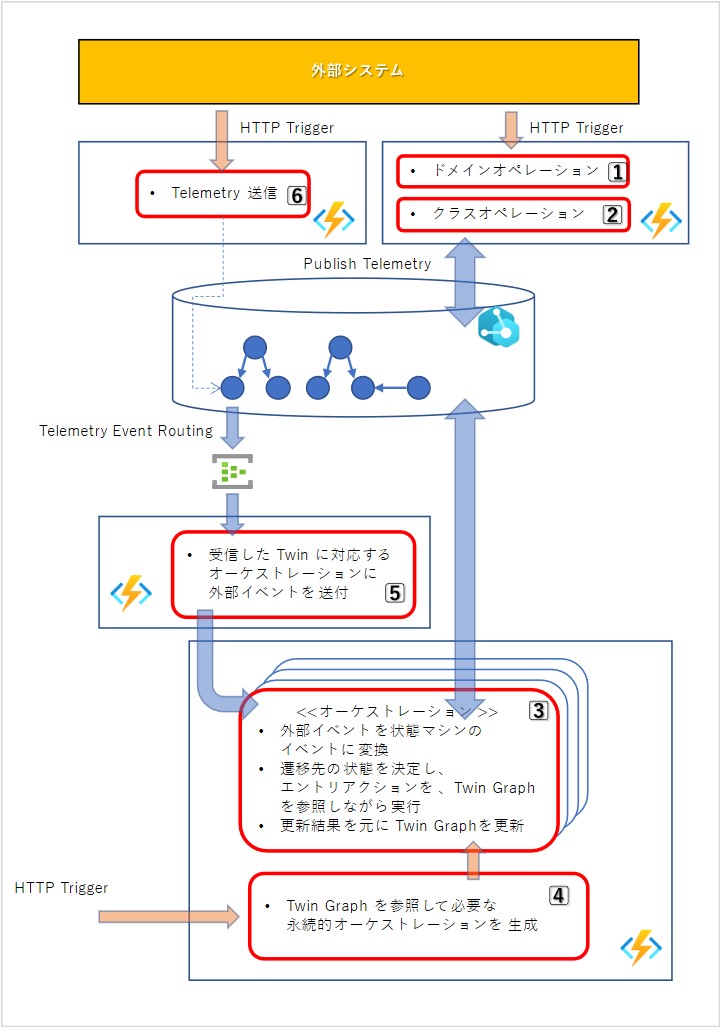 外部システム
HTTP Trigger
HTTP Trigger
• Telemetry 送信 6
• ドメインオペレーション 1
• クラスオペレーション 2
Publish Telemetry
Telemetry Event Routing
• 受信した Twin に対応する
オーケストレーションに
外部イベントを 送付 5
<<オーケストレーション >> 3
• 外部イベントを状態マシンの
イベントに変換
• 遷移先の状態を決定し、
エントリアクションを 、Twin Graph
を参照しながら実行
• 更新結果を元に Twin Graphを更新
HTTP Trigger
4
• Twin Graph を参照して必要な
永続的オーケストレーションを 生成